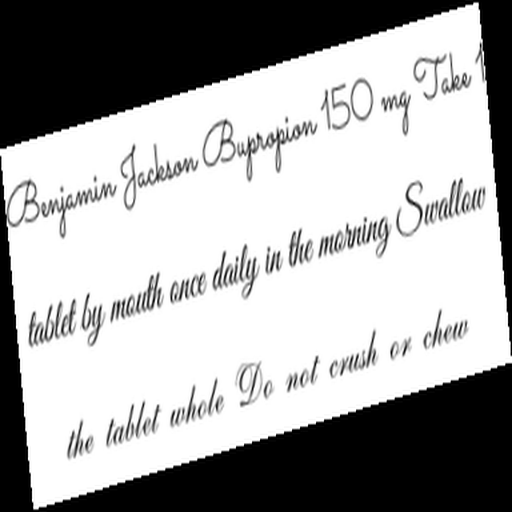 Benjamin Jackson Bupropion 150 mg Take 1
tablet by mouth once daily in the morning Swallow
the tablet whole Do not crush or chew